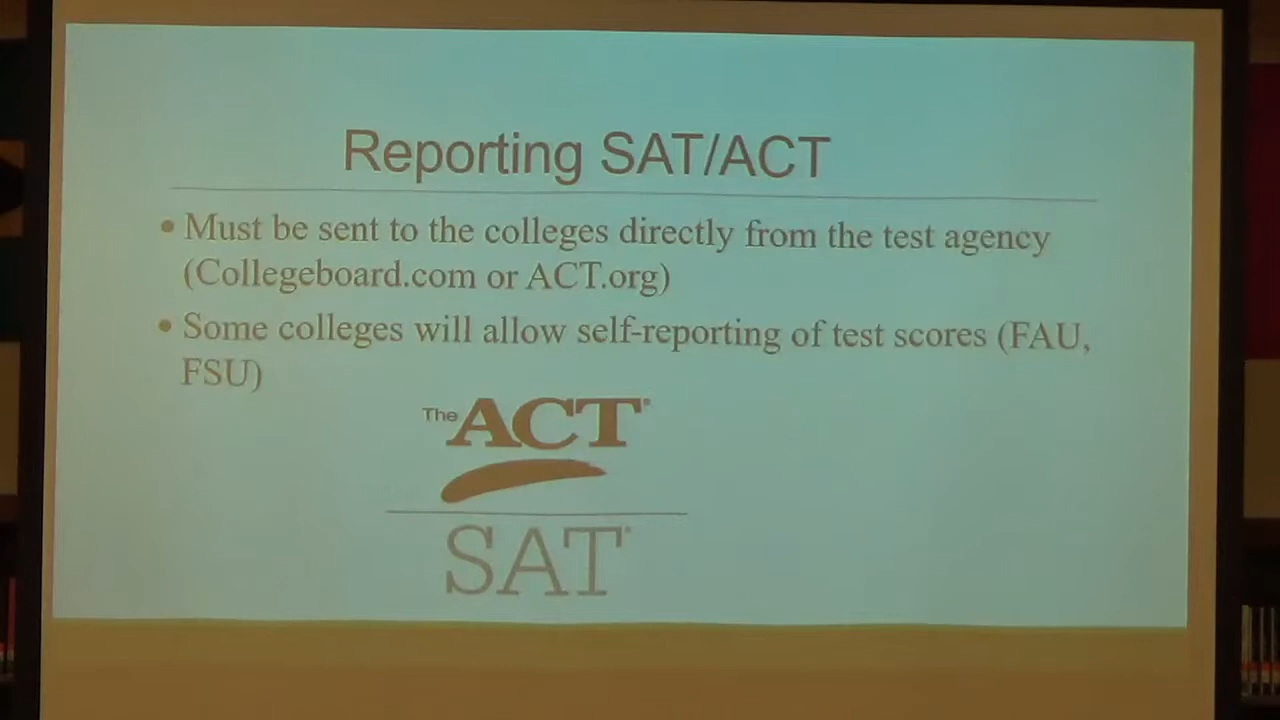 Reporting SAT/ACT
• Must be sent to the colleges directly from the test agency
(Collegeboard.com or ACT.org)
• Some colleges will allow self-reporting of test scores (FAU,
FSU)
The ACT®
SAT®